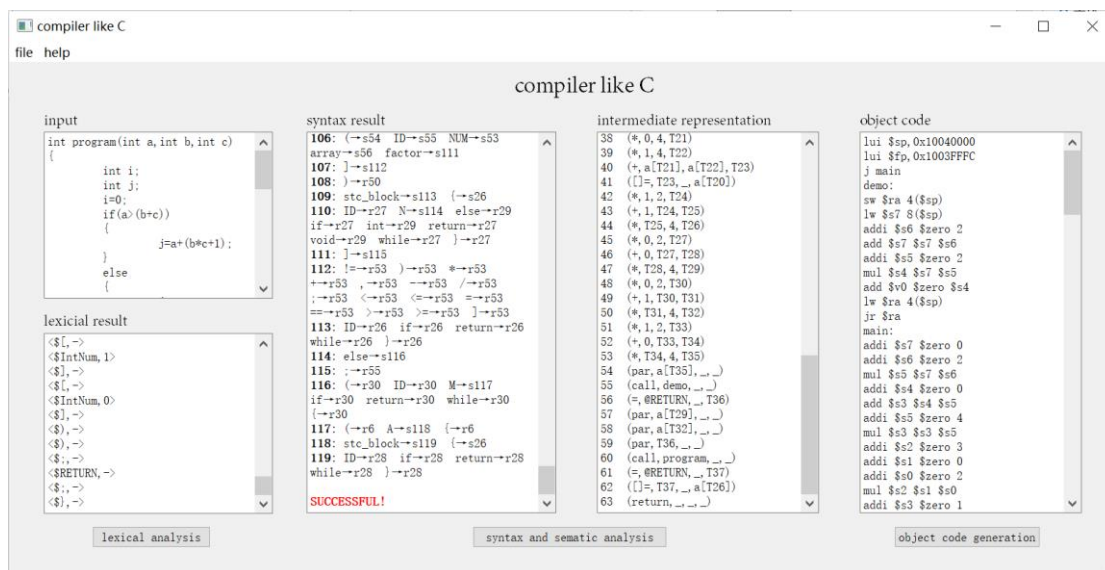 compiler like C
file help
compiler like C
input
int program(int a, int b, int c)
{
int i;
int j;
i=0;
if(a>(b+c))
{
j=a+(b*c+1);
}
else
{
lexicial result
<$[,->
<$IntNum, 1>
<$],->
<$[,->
<$IntNum, 0>
<$],->
<$),->
<$),->
<$;,->
<$RETURN,->
<$;,->
<$},->
lexical analysis
syntax result
106: (→s54 ID→s55 NUM→s53
array→s56 factor→s111
107: ]→s112
108: )→r50
109: stc_block→s113 {→s26
110: ID→r27 N→s114 else→r29
if→r27 int→r29 return→r27
void→r29 while→r27 }→r27
111: ]→s115
112: !=→r53 )→r53 *→r53
+→r53 ,→r53 -→r53 /→r53
;→r53 <→r53 <=→r53 =→r53
==→r53 >→r53 >=→r53 ]→r53
113: ID→r26 if→r26 return→r26
while→r26 }→r26
114: else→s116
115: ;→r55
116: (→r30 ID→r30 M→s117
if→r30 return→r30 while→r30
{→r30
117: (→r6 A→s118 {→r6
118: stc_block→s119 {→s26
119: ID→r28 if→r28 return→r28
while→r28 }→r28
SUCCESSFUL!
syntax and sematic analysis
intermediate representation
38 (*, 0, 4, T21)
39 (*, 1, 4, T22)
40 (+, a[T21], a[T22], T23)
41 ([]=, T23, _, a[T20])
42 (*, 1, 2, T24)
43 (+, 1, T24, T25)
44 (*, T25, 4, T26)
45 (*, 0, 2, T27)
46 (+, 0, T27, T28)
47 (*, T28, 4, T29)
48 (*, 0, 2, T30)
49 (+, 1, T30, T31)
50 (*, T31, 4, T32)
51 (*, 1, 2, T33)
52 (+, 0, T33, T34)
53 (*, T34, 4, T35)
54 (par, a[T35], _, _)
55 (call, demo, _, _)
56 (=, @RETURN, _, T36)
57 (par, a[T29], _, _)
58 (par, a[T32], _, _)
59 (par, T36, _, _)
60 (call, program, _, _)
61 (=, @RETURN, _, T37)
62 ([]=, T37, _, a[T26])
63 (return, _, _, _)
object code
lui $sp, 0x10040000
lui $fp, 0x1003FFFC
j main
demo:
sw $ra 4($sp)
lw $s7 8($sp)
addi $s6 $zero 2
add $s7 $s7 $s6
addi $s5 $zero 2
mul $s4 $s7 $s5
add $v0 $zero $s4
lw $ra 4($sp)
jr $ra
main:
addi $s7 $zero 0
addi $s6 $zero 2
mul $s5 $s7 $s6
addi $s4 $zero 0
add $s3 $s4 $s5
addi $s5 $zero 4
mul $s3 $s3 $s5
addi $s2 $zero 3
addi $s1 $zero 0
addi $s0 $zero 2
mul $s2 $s1 $s0
addi $s3 $zero 1
object code generation